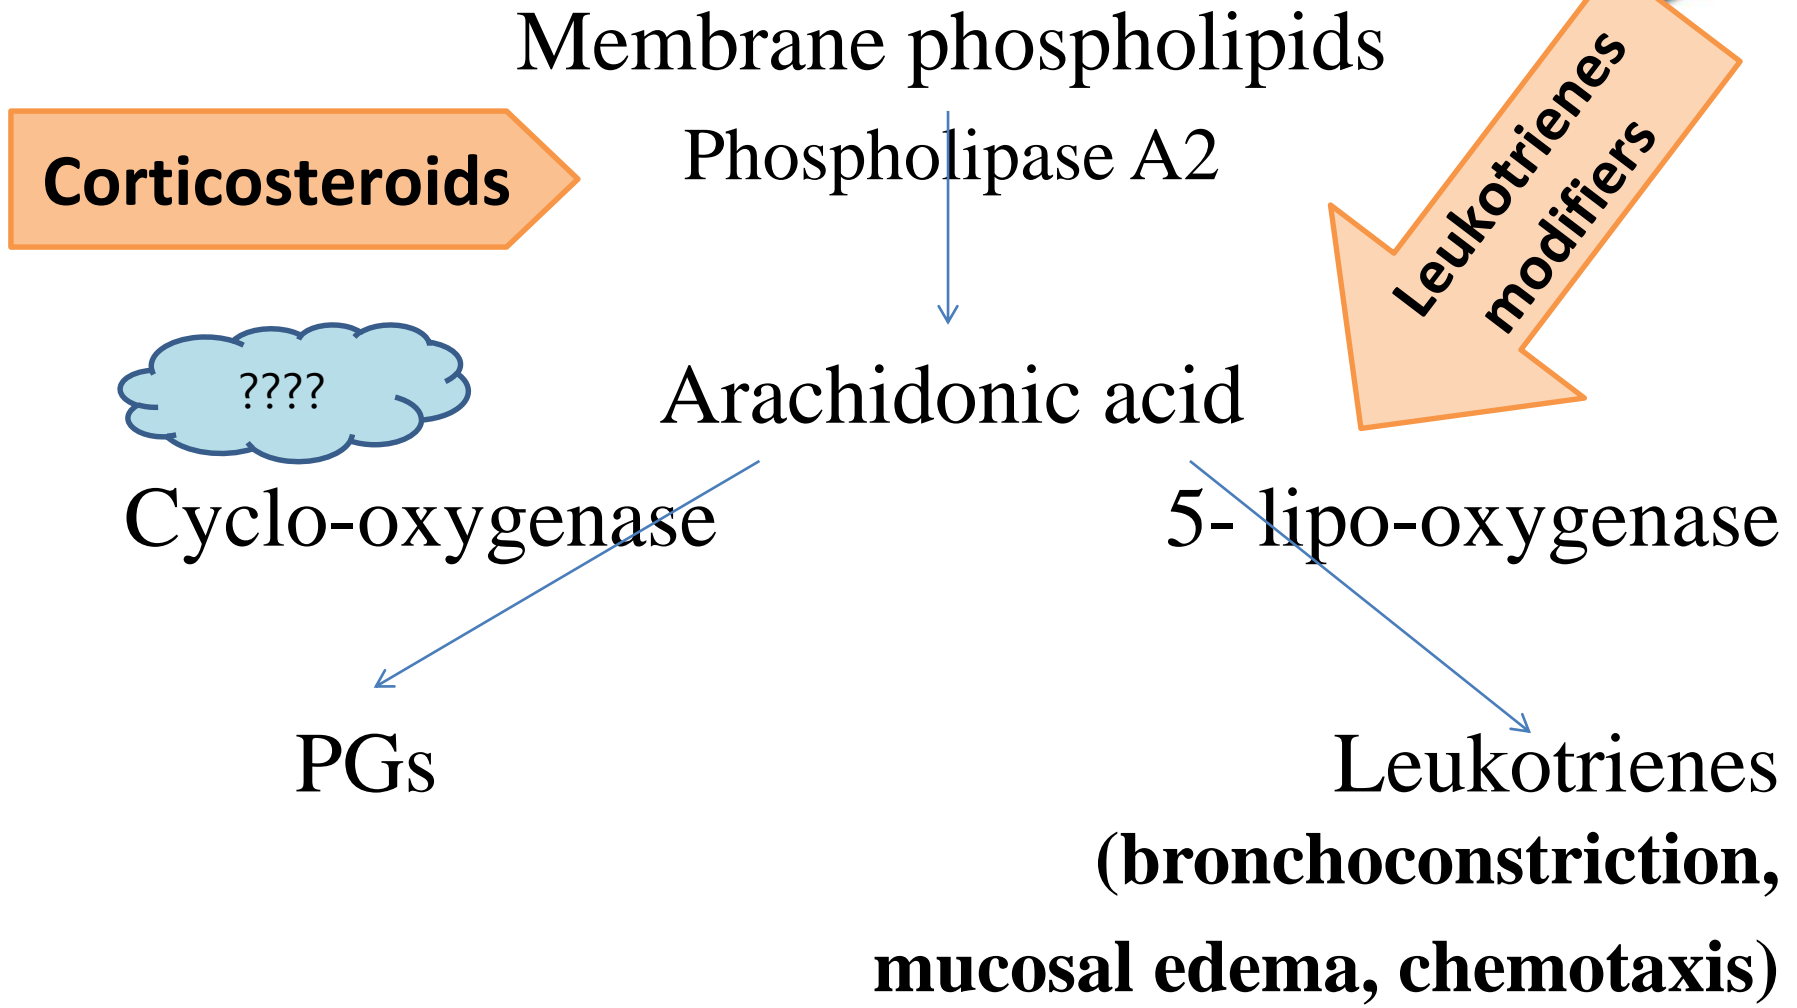 Membrane phospholipids
Corticosteroids
Phospholipase A2
Leukotrienes
modifiers
????
Arachidonic acid
Cyclo-oxygenase
5- lipo-oxygenase
PGs
Leukotrienes
(bronchoconstriction,
mucosal edema, chemotaxis)